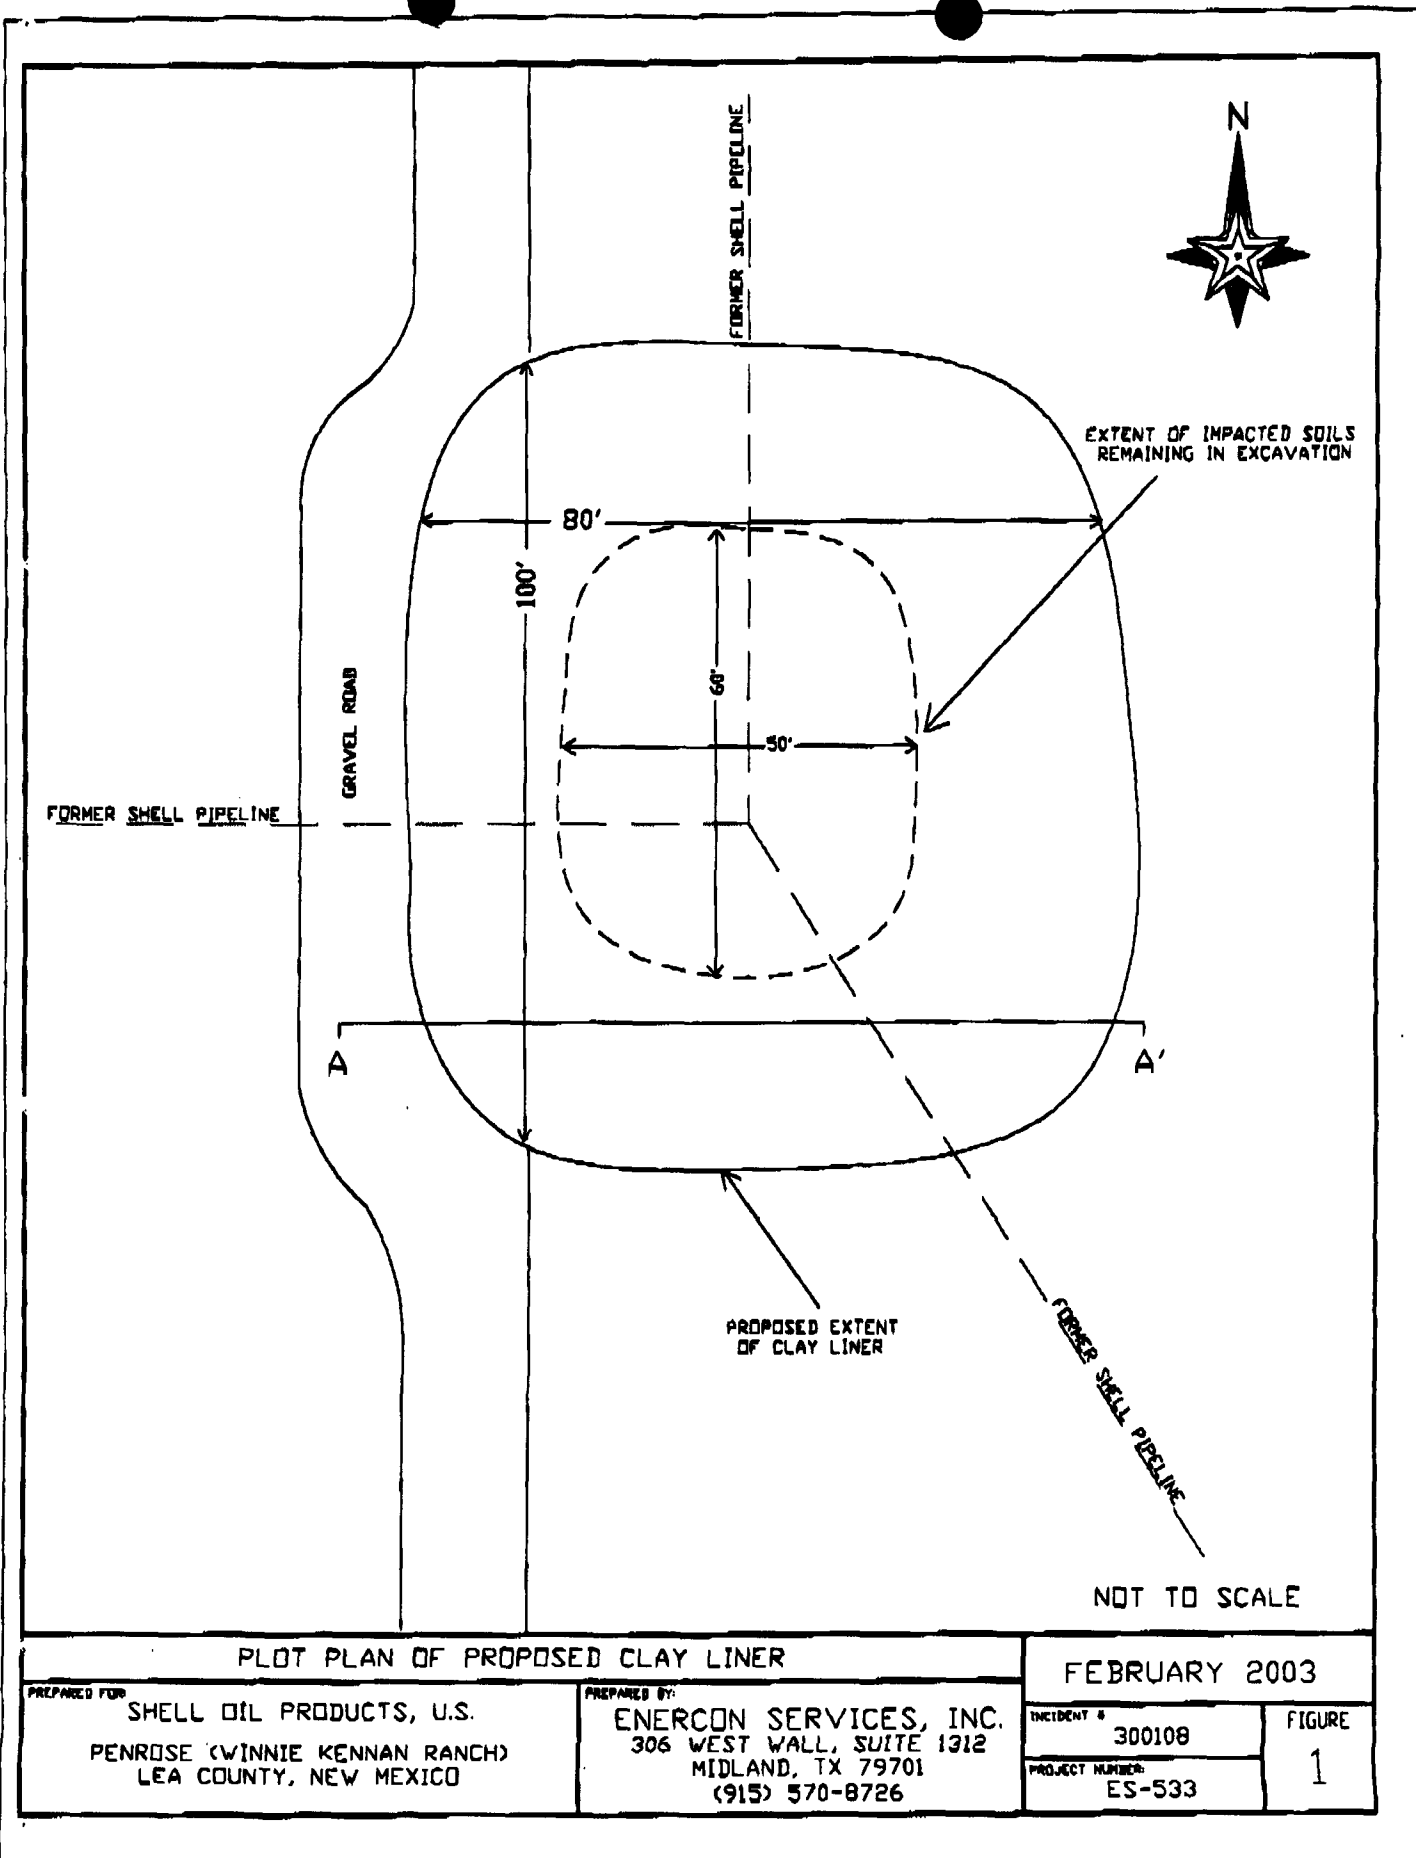 N
FORMER SHELL PIPELINE
EXTENT OF IMPACTED SOILS
REMAINING IN EXCAVATION
80'
100'
60'
50'
GRAVEL ROAD
FORMER SHELL PIPELINE
A
A'
PROPOSED EXTENT
OF CLAY LINER
FORMER SHELL PIPELINE
NOT TO SCALE
PLOT PLAN OF PROPOSED CLAY LINER
FEBRUARY 2003
PREPARED FOR:
SHELL OIL PRODUCTS, U.S.
PENROSE (WINNIE KENNAN RANCH)
LEA COUNTY, NEW MEXICO
PREPARED BY:
ENERCON SERVICES, INC.
306 WEST WALL, SUITE 1312
MIDLAND, TX 79701
(915) 570-8726
INCIDENT #
300108
PROJECT NUMBER:
ES-533
FIGURE
1